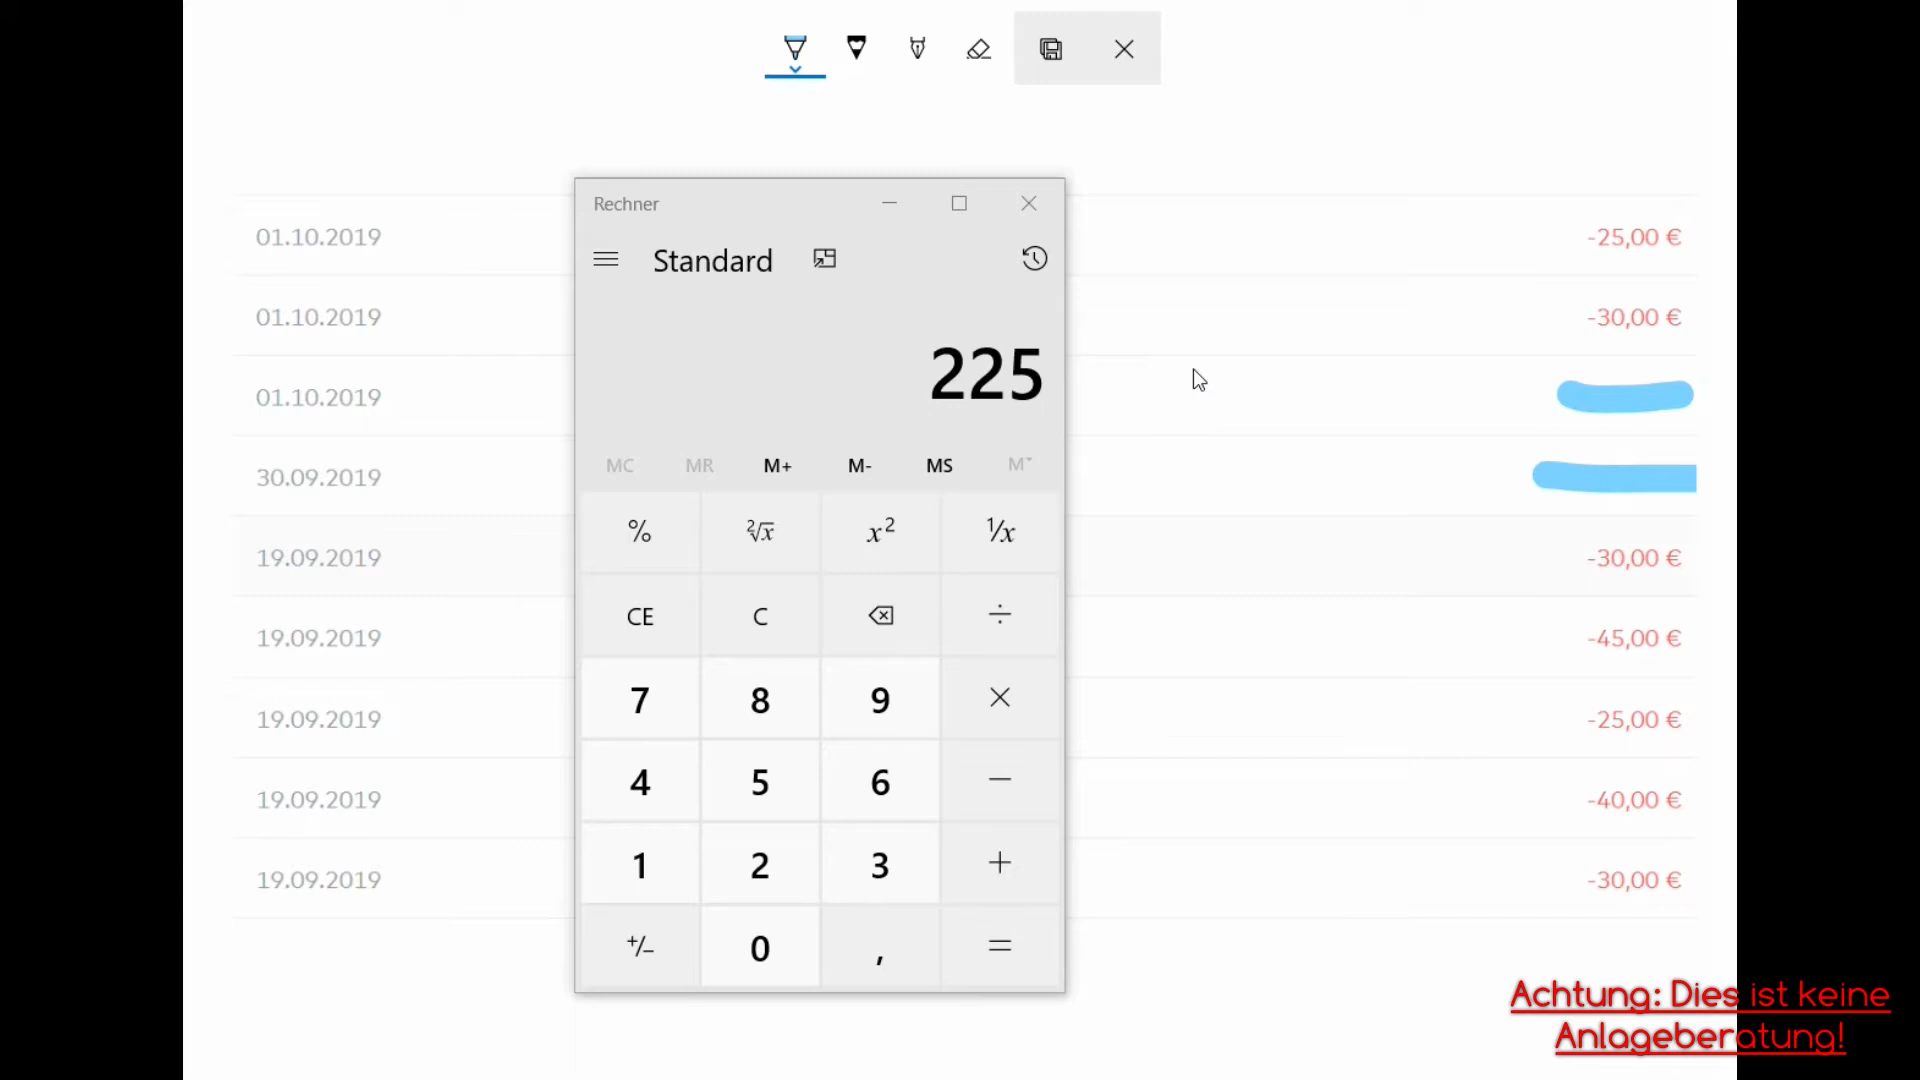 Rechner
Standard
225
MC MR M+ M- MS M˅
% ²√x x² ¹/x
CE C ÷
7 8 9 ×
4 5 6 −
1 2 3 +
+/− 0 , =
01.10.2019 -25,00 €
01.10.2019 -30,00 €
01.10.2019
30.09.2019
19.09.2019 -30,00 €
19.09.2019 -45,00 €
19.09.2019 -25,00 €
19.09.2019 -40,00 €
19.09.2019 -30,00 €
Achtung: Dies ist keine
Anlageberatung!